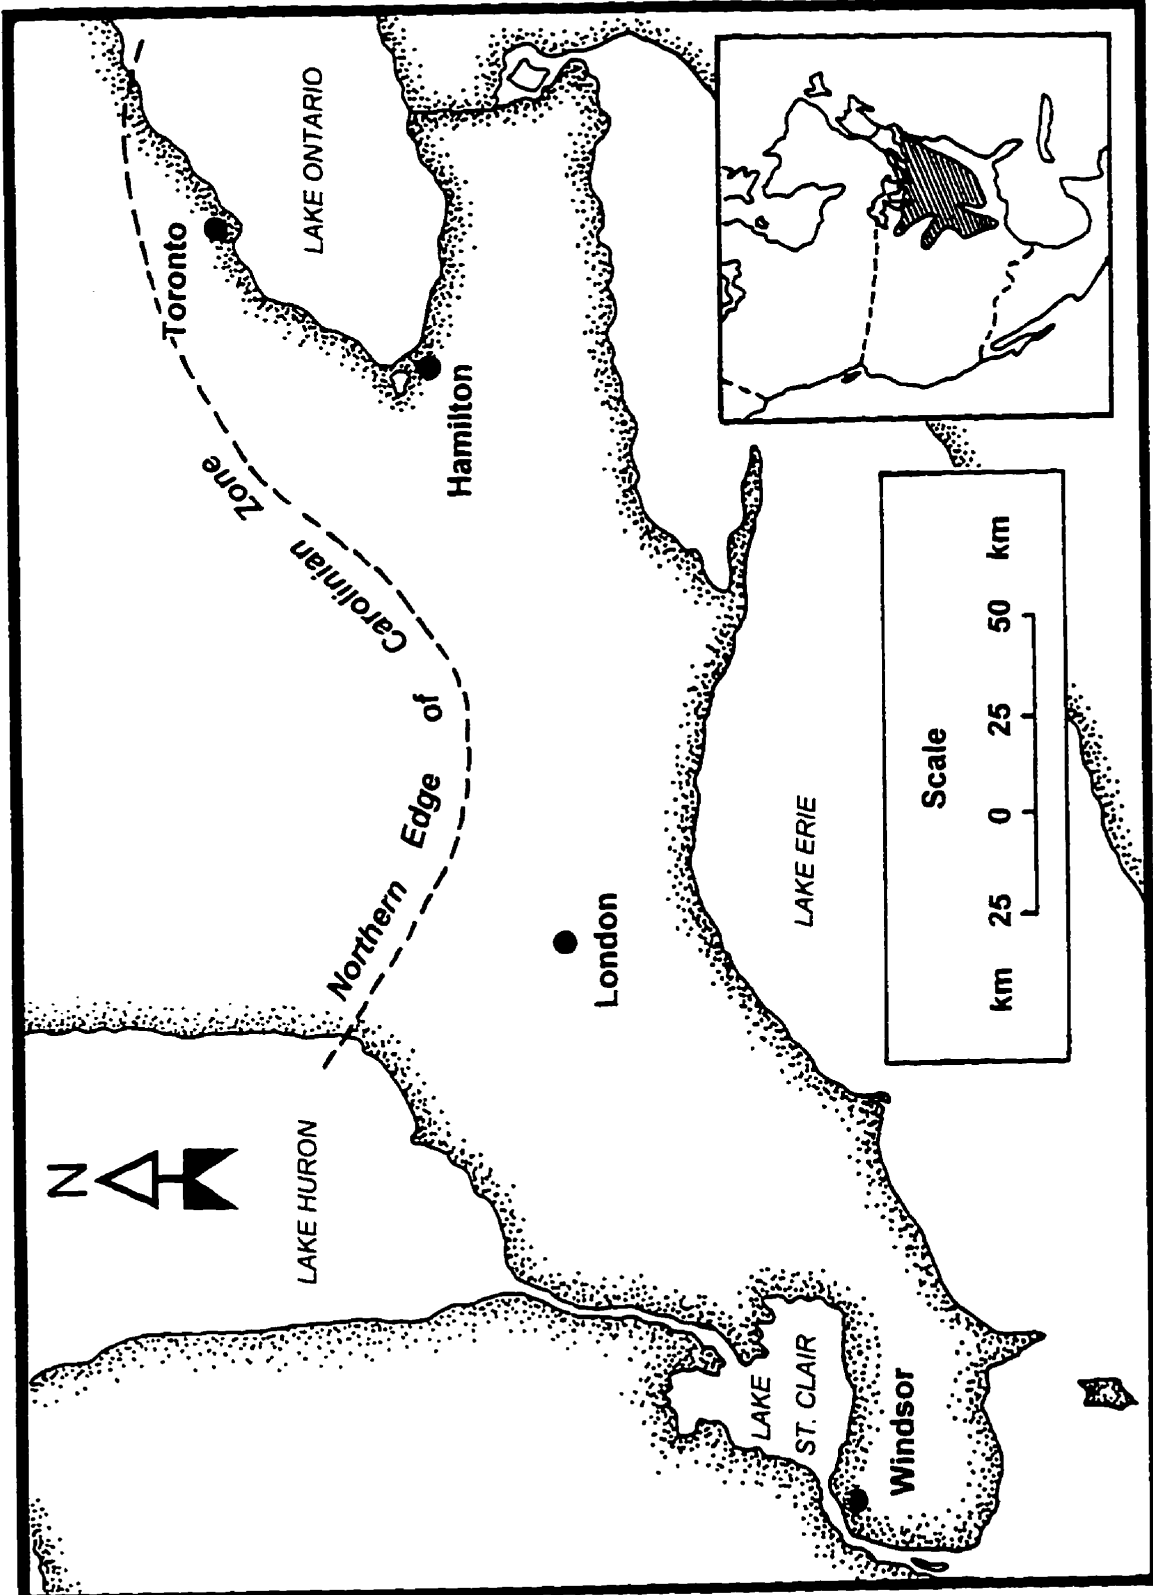 N
LAKE HURON
LAKE ONTARIO
Toronto
Hamilton
Northern Edge of Carolinian Zone
London
LAKE
ST. CLAIR
Windsor
LAKE ERIE
Scale
km 25 0 25 50 km